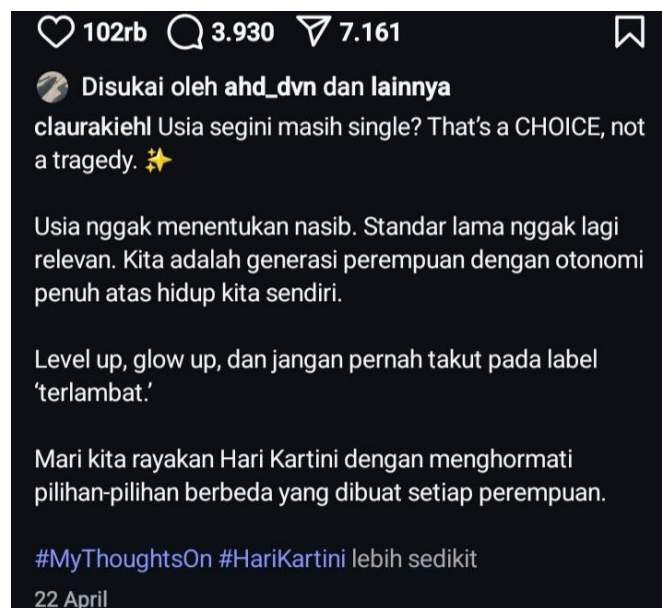 102rb 3.930 7.161
Disukai oleh ahd_dvn dan lainnya
claurakiehl Usia segini masih single? That's a CHOICE, not
a tragedy. ✨
Usia nggak menentukan nasib. Standar lama nggak lagi
relevan. Kita adalah generasi perempuan dengan otonomi
penuh atas hidup kita sendiri.
Level up, glow up, dan jangan pernah takut pada label
‘terlambat.’
Mari kita rayakan Hari Kartini dengan menghormati
pilihan-pilihan berbeda yang dibuat setiap perempuan.
#MyThoughtsOn #HariKartini lebih sedikit
22 April